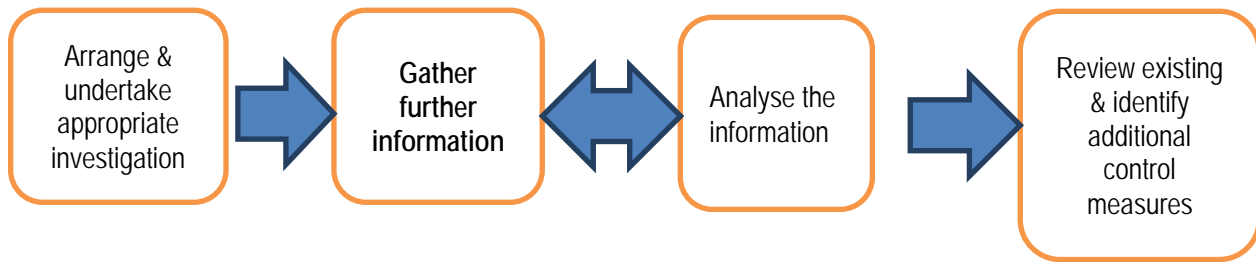 Arrange &
undertake
appropriate
investigation
Gather
further
information
Analyse the
information
Review existing
& identify
additional
control
measures